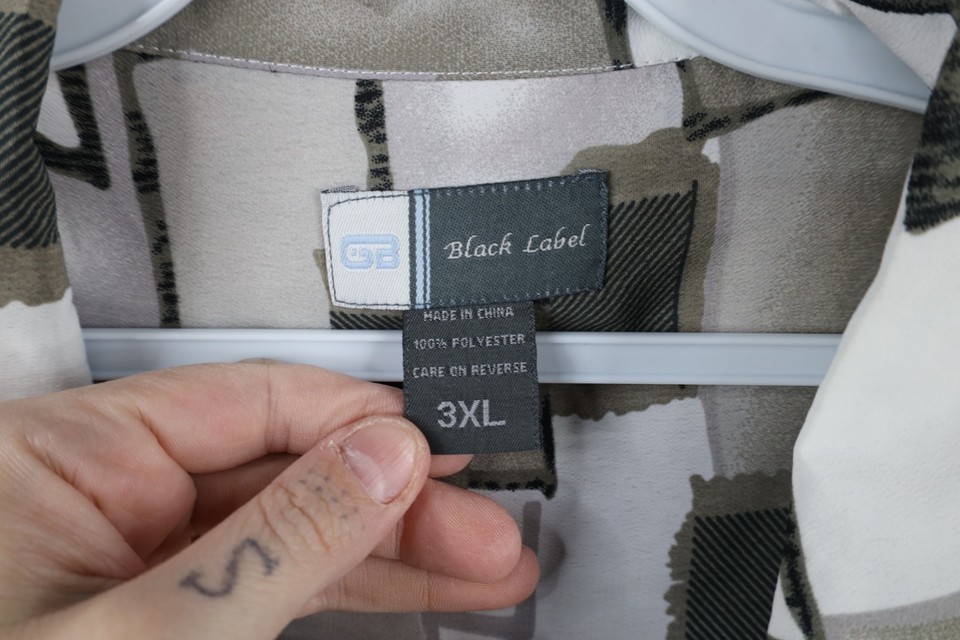 GB
Black Label
MADE IN CHINA
100% POLYESTER
CARE ON REVERSE
3XL
S